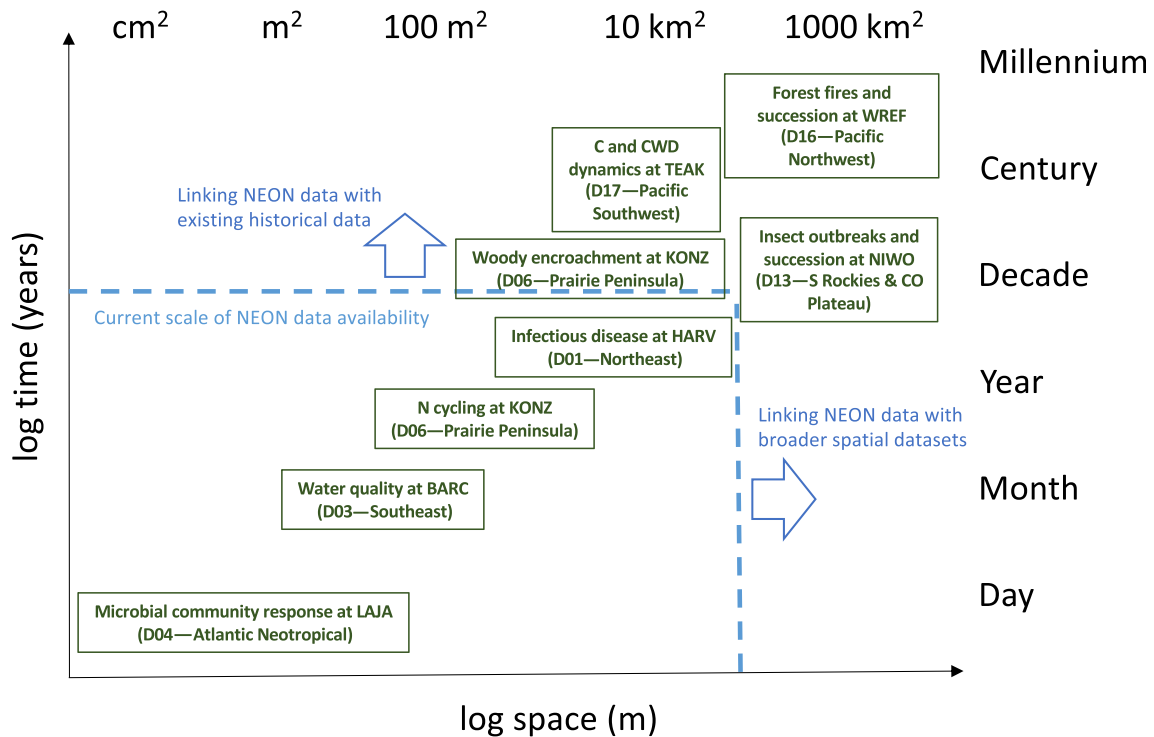 cm² m² 100 m² 10 km² 1000 km²
Millennium
Forest fires and
succession at WREF
(D16—Pacific
Northwest)
C and CWD
dynamics at TEAK
(D17—Pacific
Southwest)
Century
Linking NEON data with
existing historical data
Woody encroachment at KONZ
(D06—Prairie Peninsula)
Insect outbreaks and
succession at NIWO
(D13—S Rockies & CO
Plateau)
Decade
Current scale of NEON data availability
Infectious disease at HARV
(D01—Northeast)
Year
N cycling at KONZ
(D06—Prairie Peninsula)
Linking NEON data with
broader spatial datasets
Water quality at BARC
(D03—Southeast)
Month
Microbial community response at LAJA
(D04—Atlantic Neotropical)
Day
log time (years)
log space (m)